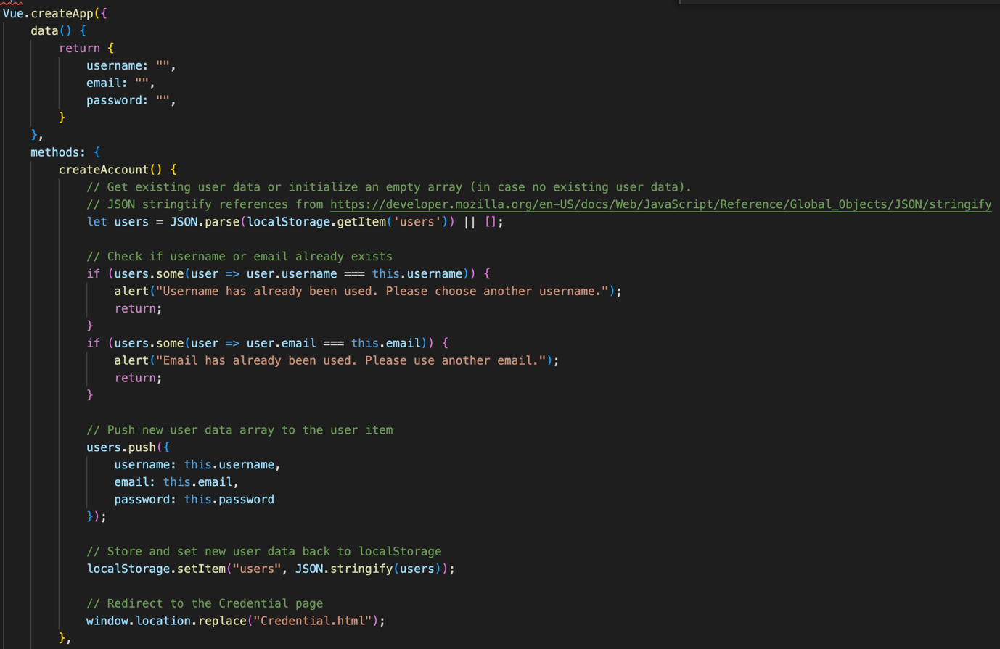 Vue.createApp({
    data() {
        return {
            username: "",
            email: "",
            password: "",
        }
    },
    methods: {
        createAccount() {
            // Get existing user data or initialize an empty array (in case no existing user data).
            // JSON stringtify references from https://developer.mozilla.org/en-US/docs/Web/JavaScript/Reference/Global_Objects/JSON/stringify
            let users = JSON.parse(localStorage.getItem('users')) || [];

            // Check if username or email already exists
            if (users.some(user => user.username === this.username)) {
                alert("Username has already been used. Please choose another username.");
                return;
            }
            if (users.some(user => user.email === this.email)) {
                alert("Email has already been used. Please use another email.");
                return;
            }

            // Push new user data array to the user item
            users.push({
                username: this.username,
                email: this.email,
                password: this.password
            });

            // Store and set new user data back to localStorage
            localStorage.setItem("users", JSON.stringify(users));

            // Redirect to the Credential page
            window.location.replace("Credential.html");
        },